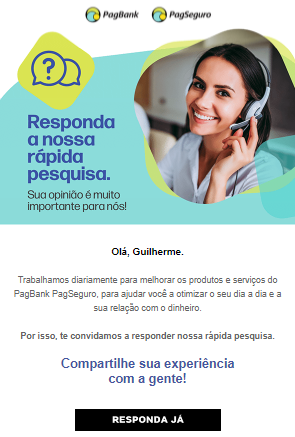 PagBank PagSeguro
Responda
a nossa
rápida
pesquisa.
Sua opinião é muito
importante para nós!
Olá, Guilherme.
Trabalhamos diariamente para melhorar os produtos e serviços do
PagBank PagSeguro, para ajudar você a otimizar o seu dia a dia e a
sua relação com o dinheiro.
Por isso, te convidamos a responder nossa rápida pesquisa.
Compartilhe sua experiência
com a gente!
RESPONDA JÁ